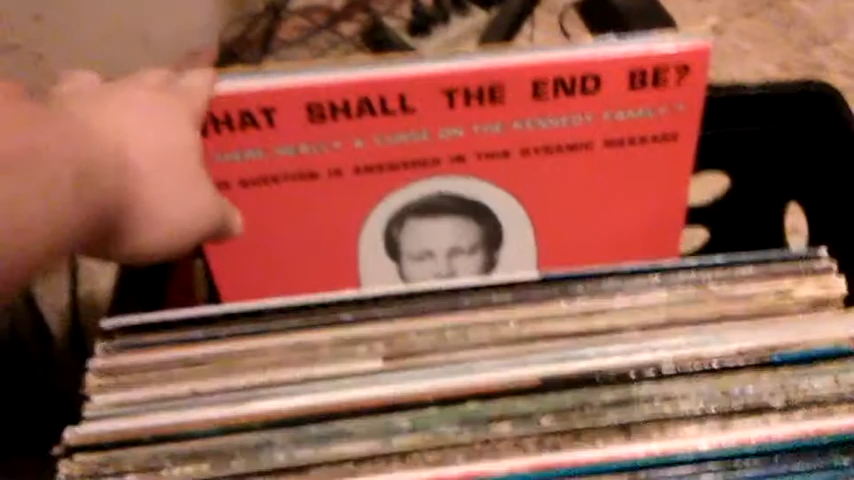 WHAT SHALL THE END BE?
THERE REALLY A CURSE ON THE KENNEDY FAMILY?
QUESTION IS ANSWERED IN THIS DYNAMIC MESSAGE